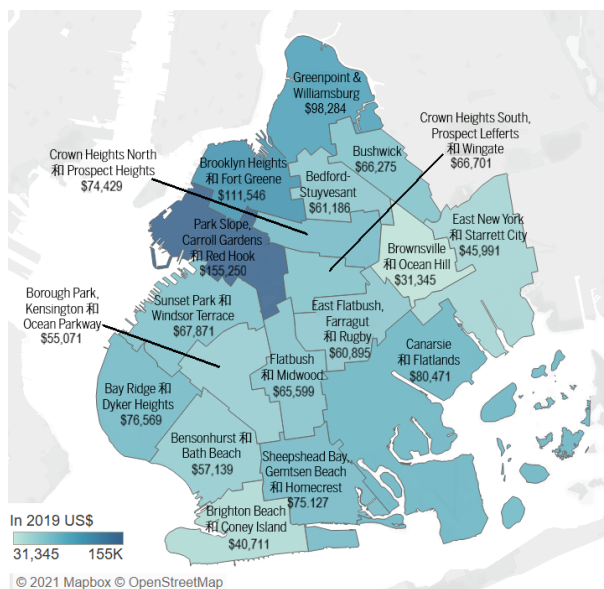 Greenpoint &
Williamsburg
$98,284
Crown Heights South,
Prospect Lefferts
和 Wingate
$66,701
Crown Heights North
和 Prospect Heights
$74,429
Brooklyn Heights
和 Fort Greene
$111,546
Bushwick
$66,275
Bedford-
Stuyvesant
$61,186
East New York
和 Starrett City
$45,991
Park Slope,
Carroll Gardens
和 Red Hook
$155,250
Brownsville
和 Ocean Hill
$31,345
Borough Park,
Kensington 和
Ocean Parkway
$55,071
Sunset Park 和
Windsor Terrace
$67,871
East Flatbush,
Farragut
和 Rugby
$60,895
Canarsie
和 Flatlands
$80,471
Flatbush
和 Midwood
$65,599
Bay Ridge 和
Dyker Heights
$76,569
Bensonhurst 和
Bath Beach
$57,139
Sheepshead Bay,
Gemtsen Beach
和 Homecrest
$75.127
Brighton Beach
和 Coney Island
$40,711
In 2019 US$
31,345 155K
© 2021 Mapbox © OpenStreetMap